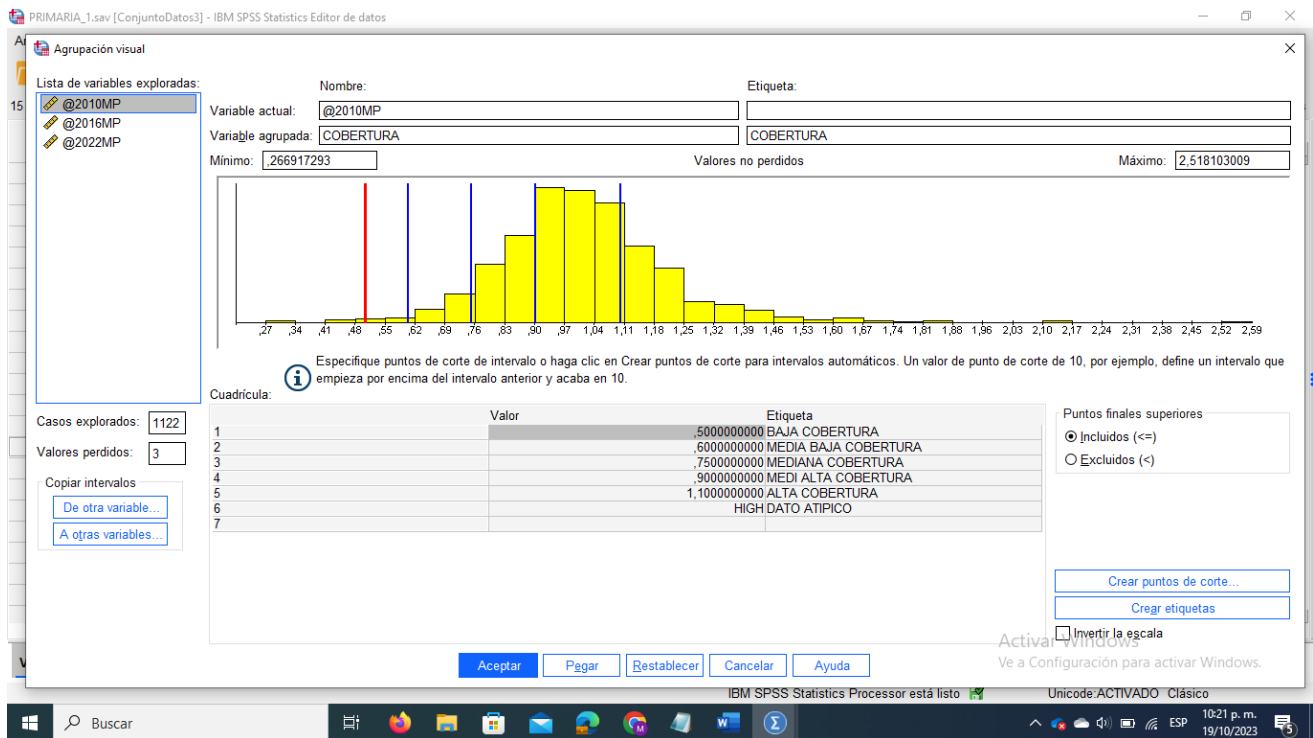 PRIMARIA_1.sav [ConjuntoDatos3] - IBM SPSS Statistics Editor de datos
Agrupación visual
Lista de variables exploradas:
@2010MP
@2016MP
@2022MP
Nombre:
Etiqueta:
Variable actual: @2010MP
Variable agrupada: COBERTURA COBERTURA
Mínimo: ,266917293 Valores no perdidos Máximo: 2,518103009
,27 ,34 ,41 ,48 ,55 ,62 ,69 ,76 ,83 ,90 ,97 1,04 1,11 1,18 1,25 1,32 1,39 1,46 1,53 1,60 1,67 1,74 1,81 1,88 1,96 2,03 2,10 2,17 2,24 2,31 2,38 2,45 2,52 2,59
Especifique puntos de corte de intervalo o haga clic en Crear puntos de corte para intervalos automáticos. Un valor de punto de corte de 10, por ejemplo, define un intervalo que
empieza por encima del intervalo anterior y acaba en 10.
Cuadrícula:
Valor Etiqueta
1 ,5000000000 BAJA COBERTURA
2 ,6000000000 MEDIA BAJA COBERTURA
3 ,7500000000 MEDIANA COBERTURA
4 ,9000000000 MEDI ALTA COBERTURA
5 1,1000000000 ALTA COBERTURA
6 HIGH DATO ATIPICO
7
Casos explorados: 1122
Valores perdidos: 3
Copiar intervalos
De otra variable...
A otras variables...
Puntos finales superiores
Incluidos (<=)
Excluidos (<)
Crear puntos de corte...
Crear etiquetas
Invertir la escala
Activar Windows
Ve a Configuración para activar Windows.
Aceptar Pegar Restablecer Cancelar Ayuda
IBM SPSS Statistics Processor está listo Unicode:ACTIVADO Clásico
Buscar
ESP
10:21 p. m.
19/10/2023
5
15